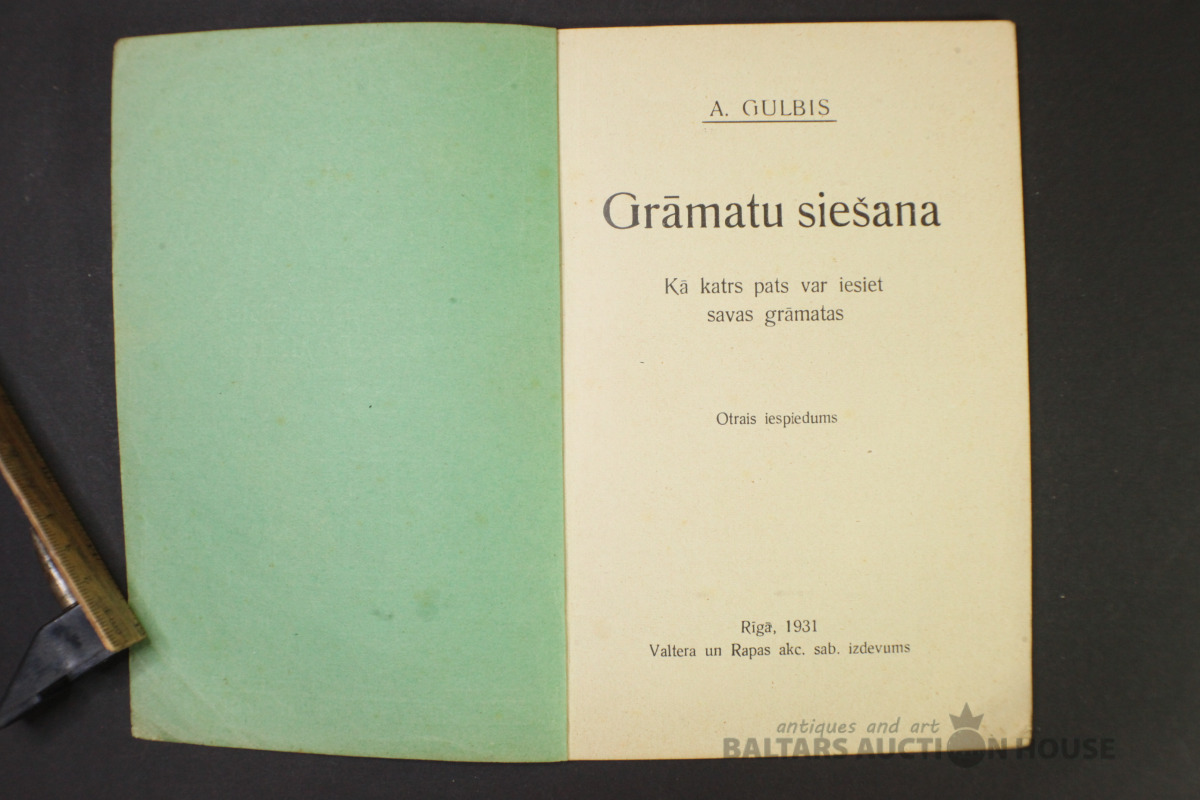 A. GULBIS
Grāmatu siešana
Kā katrs pats var iesiet
savas grāmatas
Otrais iespiedums
Rīgā, 1931
Valtera un Rapas akc. sab. izdevums
antiques and art
BALTARS AUCTION HOUSE